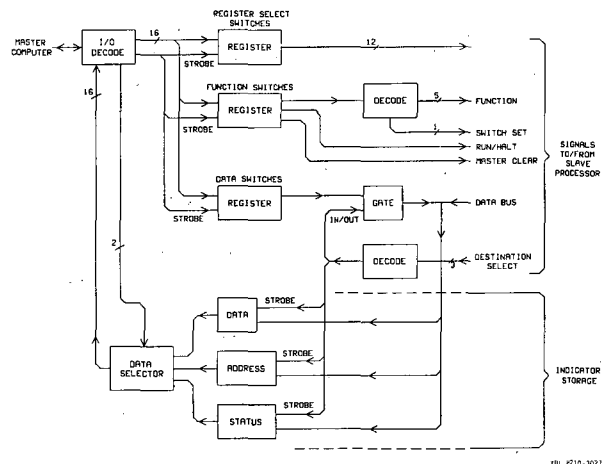 REGISTER SELECT
SWITCHES
MASTER
COMPUTER
I/O
DECODE
16
REGISTER
12
STROBE
16
FUNCTION SWITCHES
REGISTER
STROBE
DECODE
5
FUNCTION
1
SWITCH SET
RUN/HALT
MASTER CLEAR
SIGNALS
TO/FROM
SLAVE
PROCESSOR
DATA SWITCHES
REGISTER
STROBE
IN/OUT
GATE
DATA BUS
2
DECODE
DESTINATION
SELECT
STROBE
DATA
DATA
SELECTOR
STROBE
ADDRESS
STROBE
STATUS
INDICATOR
STORAGE